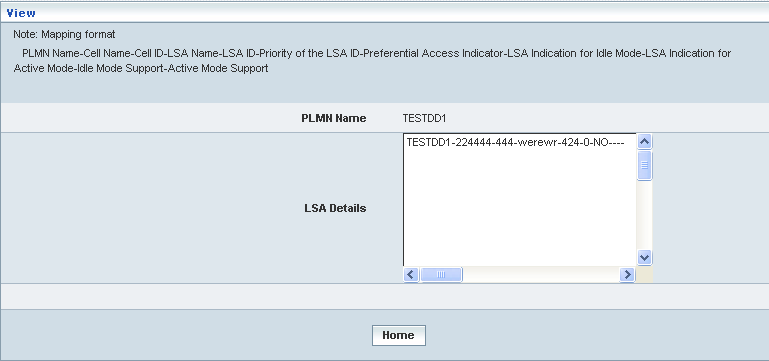 View
Note: Mapping format
PLMN Name-Cell Name-Cell ID-LSA Name-LSA ID-Priority of the LSA ID-Preferential Access Indicator-LSA Indication for Idle Mode-LSA Indication for
Active Mode-Idle Mode Support-Active Mode Support
PLMN Name TESTDD1
TESTDD1-224444-444-werewr-424-0-NO----
LSA Details
Home